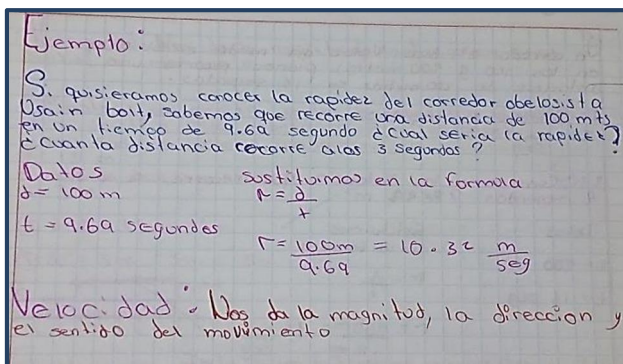 Ejemplo:
Si quisieramos conocer la rapidez del corredor obelosista
Usain bolt, sabemos que recorre una distancia de 100 mts
en un tiempo de 9.69 segundo ¿cual seria la rapidez?
¿cuanta distancia recorre a las 3 segundos?
Datos sustituimos en la formula
d = 100 m r = d/t
t = 9.69 segundos r = 100m/9.69 = 10.32 m/seg
Velocidad: Nos da la magnitud, la direccion y
el sentido del movimiento